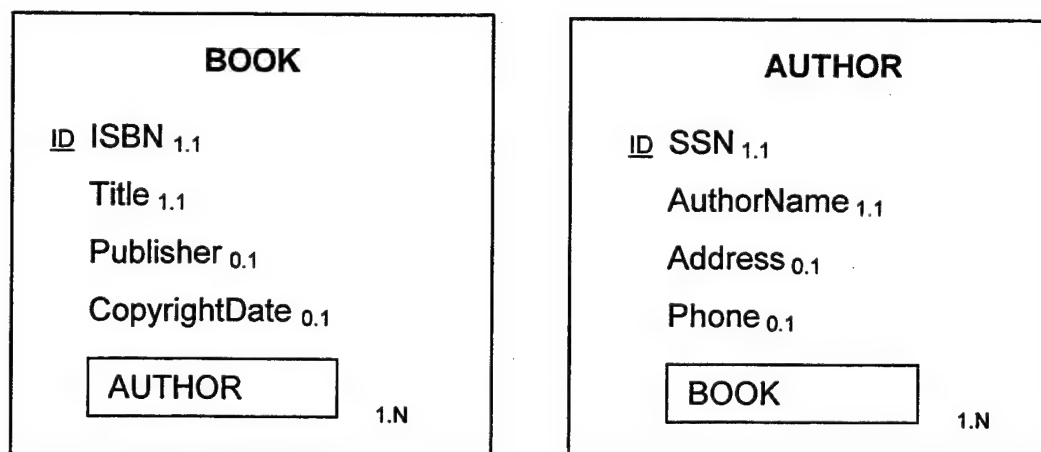 BOOK
ID ISBN 1.1
Title 1.1
Publisher 0.1
CopyrightDate 0.1
AUTHOR
1.N
AUTHOR
ID SSN 1.1
AuthorName 1.1
Address 0.1
Phone 0.1
BOOK
1.N